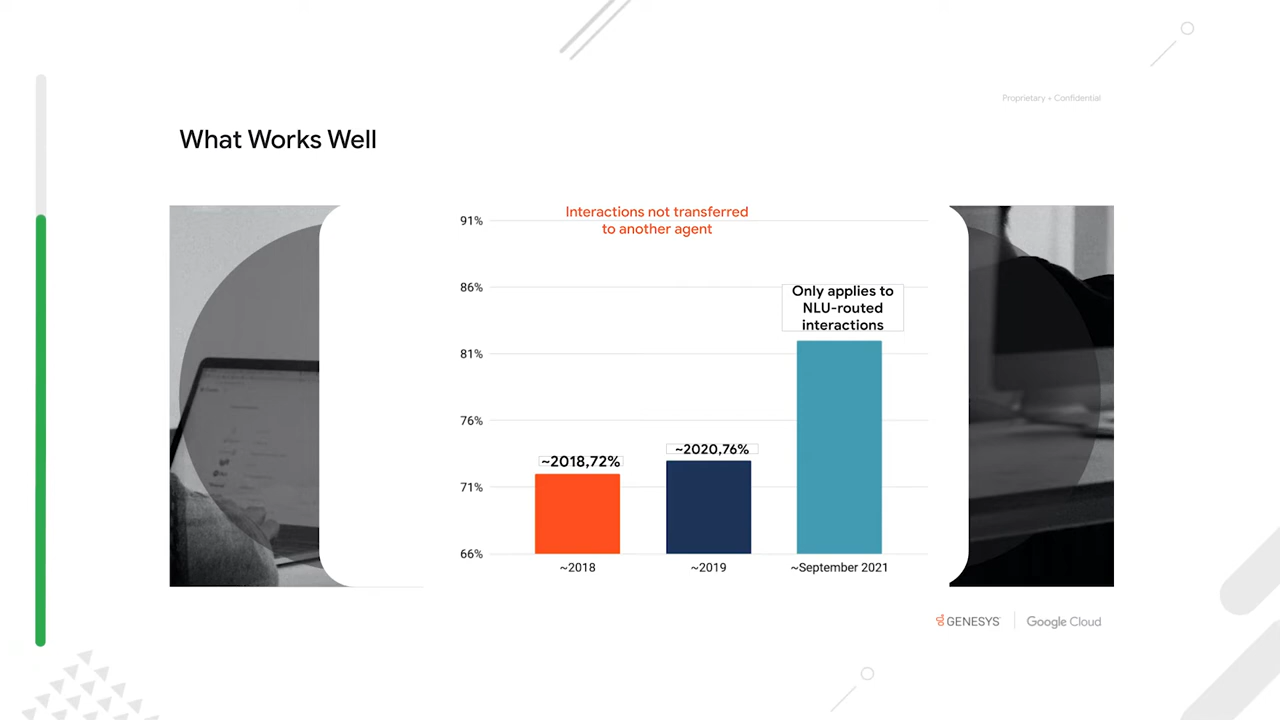 Proprietary + Confidential
What Works Well
Interactions not transferred
to another agent
91%
86%
81%
76%
71%
66%
Only applies to
NLU-routed
interactions
~2018,72%
~2020,76%
~2018
~2019
~September 2021
GENESYS
Google Cloud